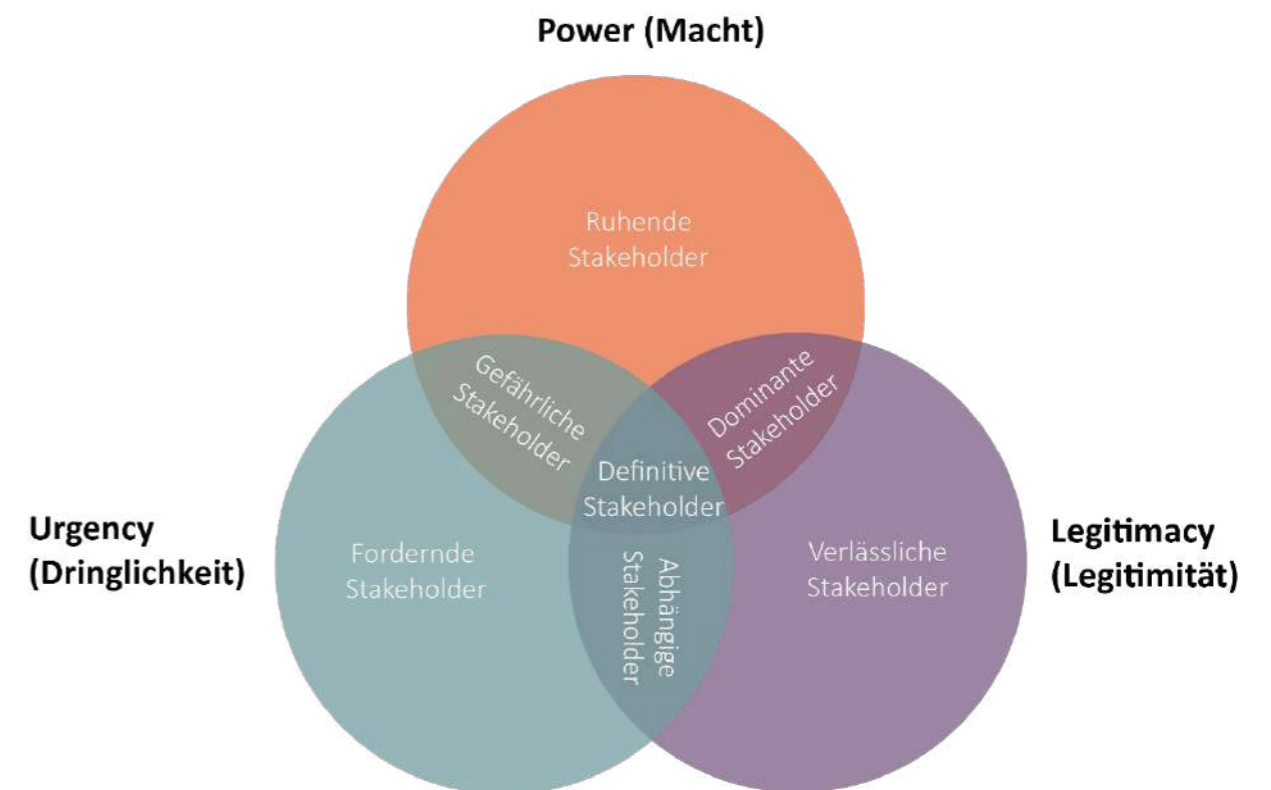 Power (Macht)
Ruhende
Stakeholder
Gefährliche
Stakeholder
Dominante
Stakeholder
Definitive
Stakeholder
Urgency
(Dringlichkeit)
Fordernde
Stakeholder
Abhängige
Stakeholder
Verlässliche
Stakeholder
Legitimacy
(Legitimität)